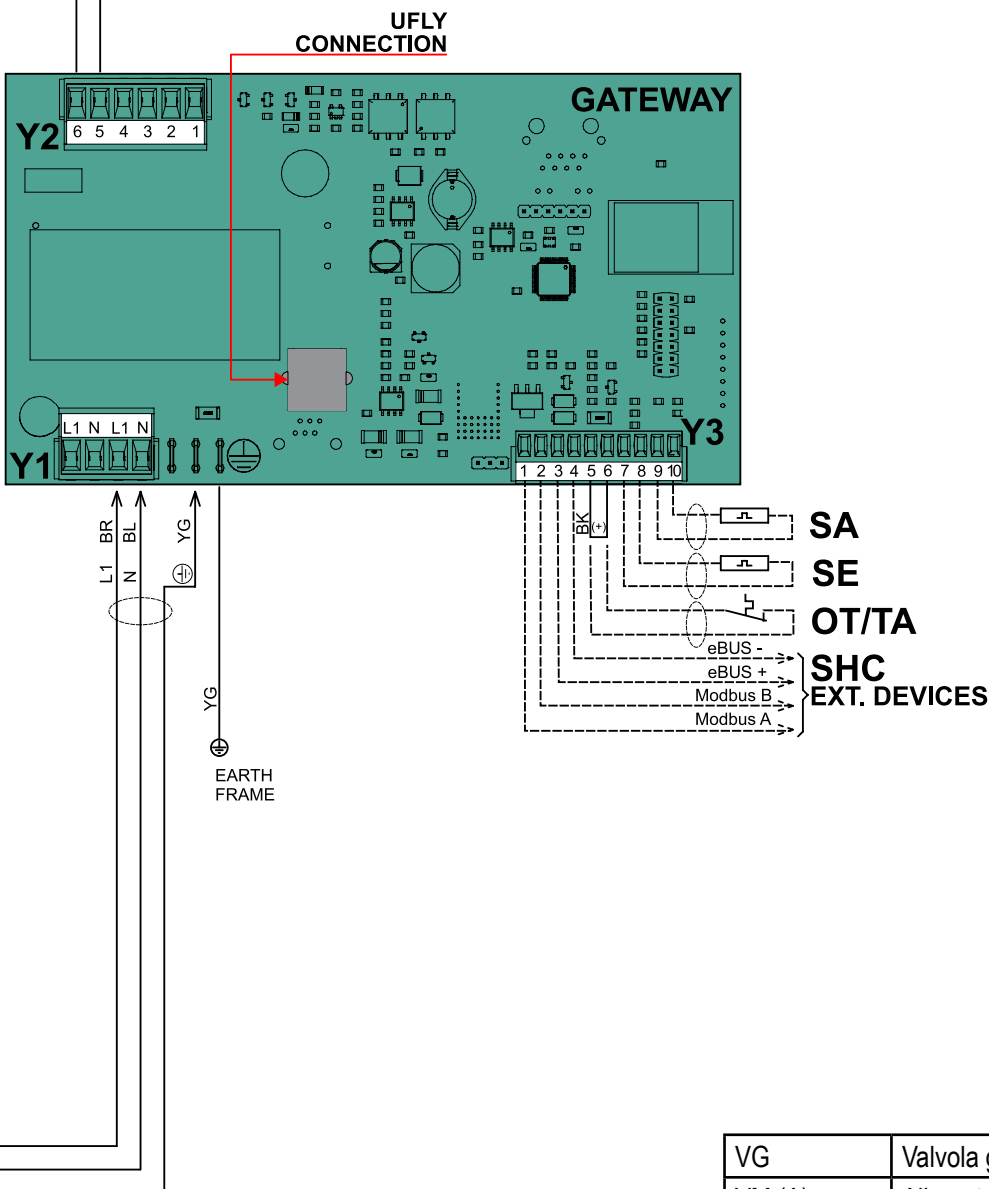 UFLY
CONNECTION
GATEWAY
Y2
6 5 4 3 2 1
L1 N L1 N
Y1
Y3
1 2 3 4 5 6 7 8 9 10
BK
(+)
SA
SE
OT/TA
eBUS -
eBUS +
Modbus B
Modbus A
SHC
EXT. DEVICES
L1 BR
N BL
YG
YG
EARTH
FRAME
VG Valvola